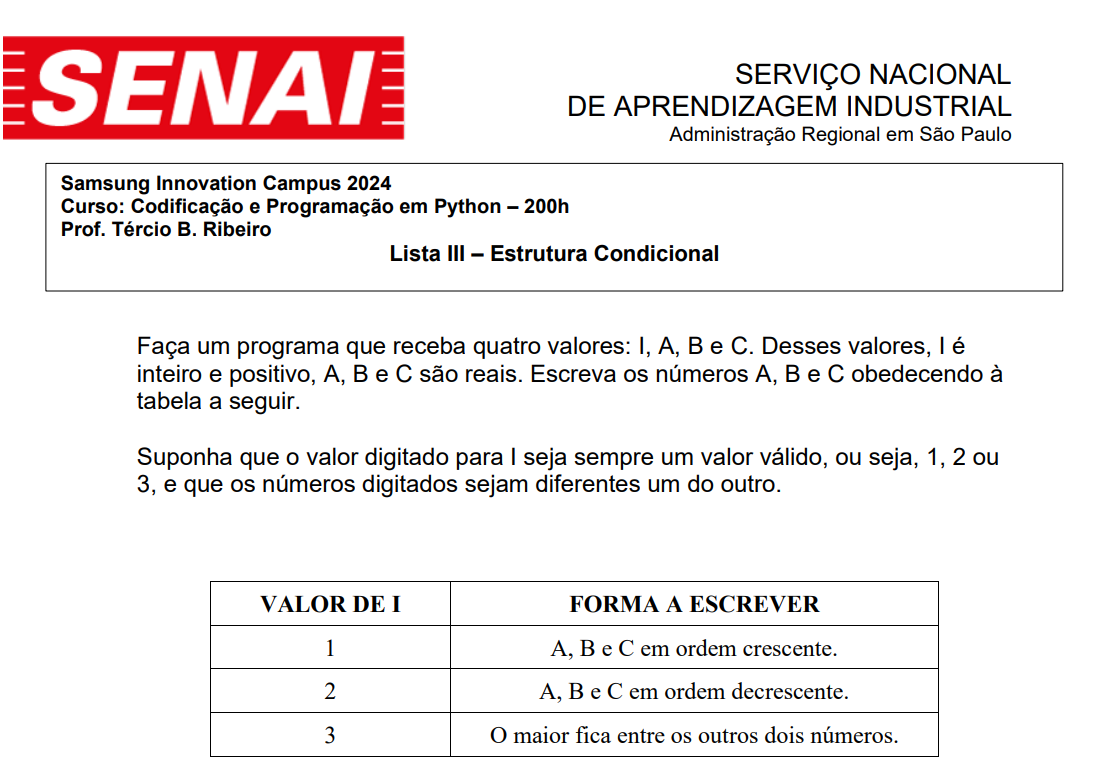 SENAI
SERVIÇO NACIONAL
DE APRENDIZAGEM INDUSTRIAL
Administração Regional em São Paulo
Samsung Innovation Campus 2024
Curso: Codificação e Programação em Python – 200h
Prof. Tércio B. Ribeiro
Lista III – Estrutura Condicional
Faça um programa que receba quatro valores: I, A, B e C. Desses valores, I é
inteiro e positivo, A, B e C são reais. Escreva os números A, B e C obedecendo à
tabela a seguir.
Suponha que o valor digitado para I seja sempre um valor válido, ou seja, 1, 2 ou
3, e que os números digitados sejam diferentes um do outro.
VALOR DE I FORMA A ESCREVER
1 A, B e C em ordem crescente.
2 A, B e C em ordem decrescente.
3 O maior fica entre os outros dois números.